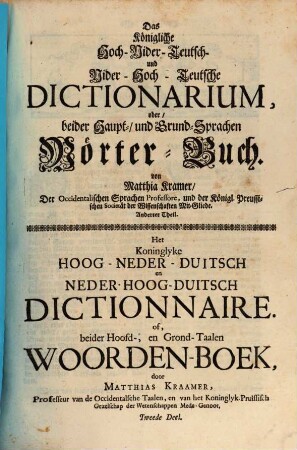 Das
Königliche
Hoch-Nider-Teutsch-
und
Nider-Hoch-Teutsche
DICTIONARIUM,
oder/
beider Haupt-/und Grund-Sprachen
Wörter-Buch.
von
Matthia Kramer/
Der Occidentalischen Sprachen Professore, und der Königl. Preussi-
schen Societät der Wissenschaften Mit-Gliede.
Anderter Theil.
Het
Koninglyke
HOOG-NEDER-DUITSCH
en
NEDER-HOOG-DUITSCH
DICTIONNAIRE.
of,
beider Hoofd-, en Grond-Taalen
WOORDEN-BOEK,
door
MATTHIAS KRAAMER,
Professeur van de Occidentalsche Taalen, en van het Koninglyk-Pruissisch
Genootschap der Wetenschappen Mede-Genoot,
Tweede Deel.